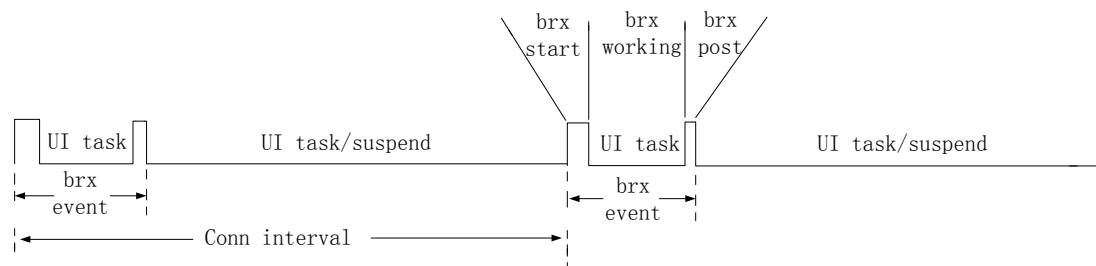 brx
start
brx
working
brx
post
UI task
UI task/suspend
UI task
UI task/suspend
brx
event
brx
event
Conn interval